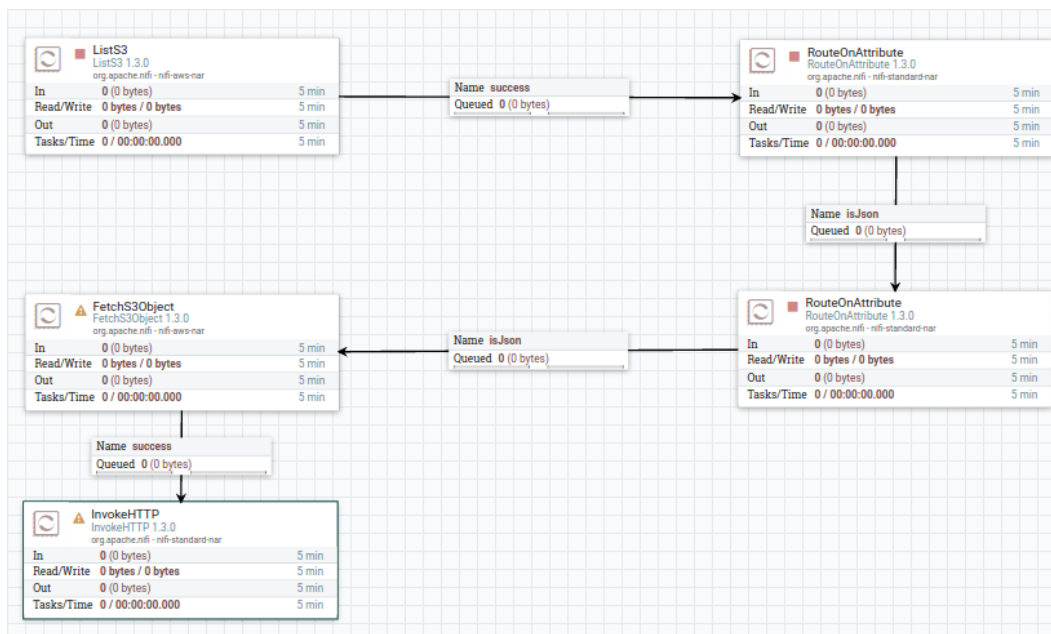 ListS3
ListS3 1.3.0
org.apache.nifi - nifi-aws-nar
In 0 (0 bytes) 5 min
Read/Write 0 bytes / 0 bytes 5 min
Out 0 (0 bytes) 5 min
Tasks/Time 0 / 00:00:00.000 5 min
Name success
Queued 0 (0 bytes)
RouteOnAttribute
RouteOnAttribute 1.3.0
org.apache.nifi - nifi-standard-nar
In 0 (0 bytes) 5 min
Read/Write 0 bytes / 0 bytes 5 min
Out 0 (0 bytes) 5 min
Tasks/Time 0 / 00:00:00.000 5 min
Name isJson
Queued 0 (0 bytes)
RouteOnAttribute
RouteOnAttribute 1.3.0
org.apache.nifi - nifi-standard-nar
In 0 (0 bytes) 5 min
Read/Write 0 bytes / 0 bytes 5 min
Out 0 (0 bytes) 5 min
Tasks/Time 0 / 00:00:00.000 5 min
Name isJson
Queued 0 (0 bytes)
FetchS3Object
FetchS3Object 1.3.0
org.apache.nifi - nifi-aws-nar
In 0 (0 bytes) 5 min
Read/Write 0 bytes / 0 bytes 5 min
Out 0 (0 bytes) 5 min
Tasks/Time 0 / 00:00:00.000 5 min
Name success
Queued 0 (0 bytes)
InvokeHTTP
InvokeHTTP 1.3.0
org.apache.nifi - nifi-standard-nar
In 0 (0 bytes) 5 min
Read/Write 0 bytes / 0 bytes 5 min
Out 0 (0 bytes) 5 min
Tasks/Time 0 / 00:00:00.000 5 min